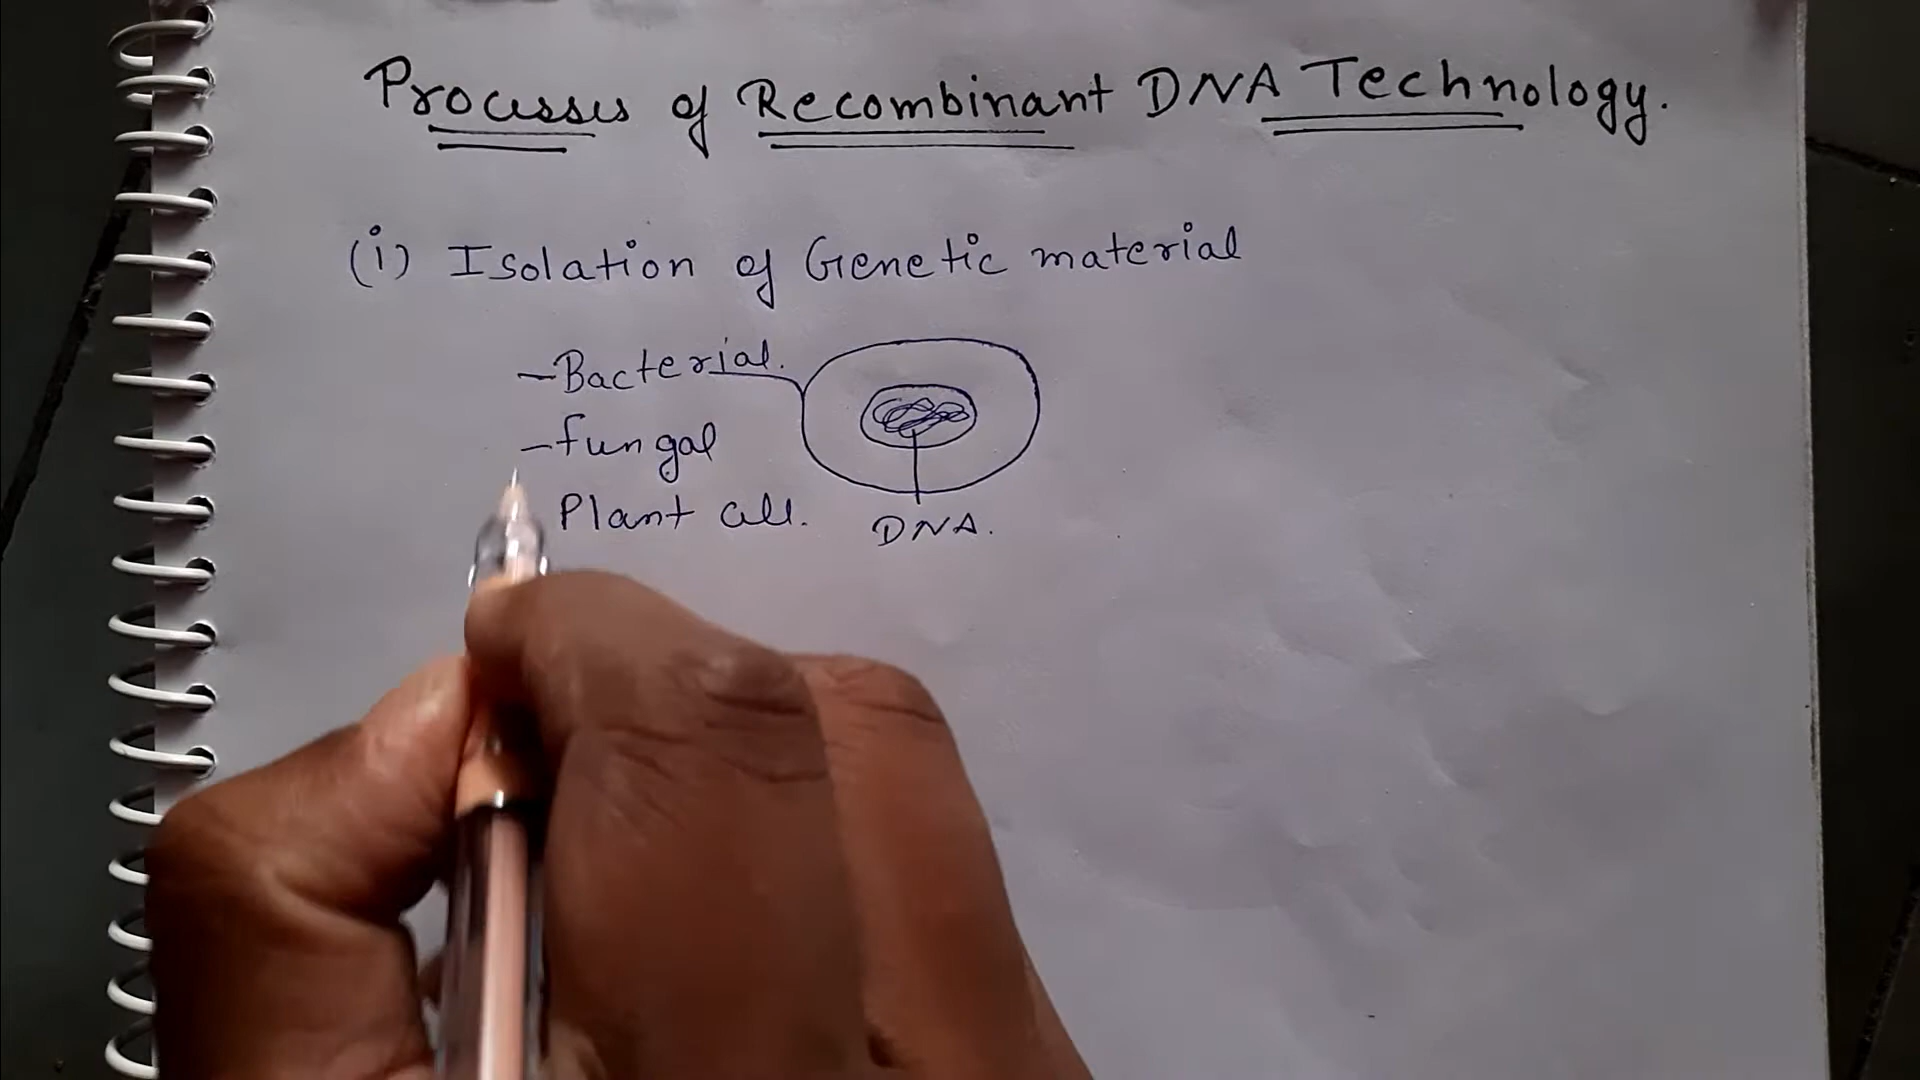 Processes of Recombinant DNA Technology.
(i) Isolation of Genetic material
- Bacterial.
- fungal
Plant cell.
DNA.